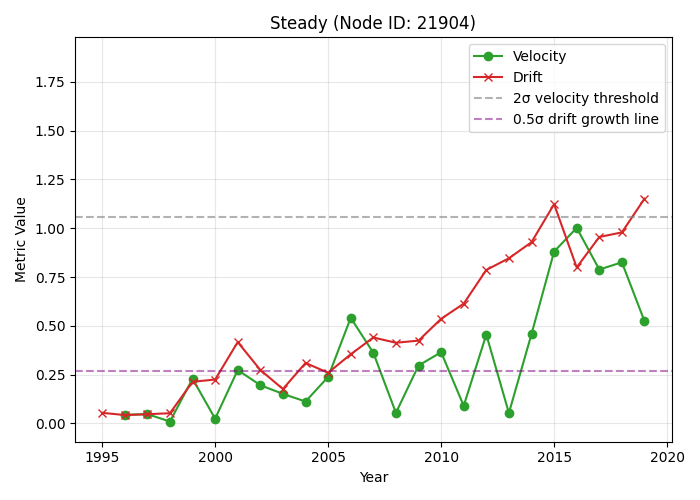 Steady (Node ID: 21904)
Velocity
Drift
2σ velocity threshold
0.5σ drift growth line
Metric Value
1.75
1.50
1.25
1.00
0.75
0.50
0.25
0.00
1995
2000
2005
2010
2015
2020
Year